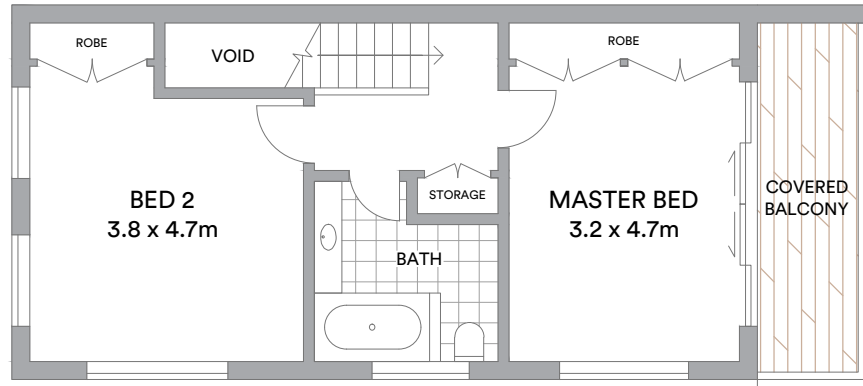 ROBE
VOID
ROBE
BED 2
3.8 x 4.7m
STORAGE
MASTER BED
3.2 x 4.7m
COVERED
BALCONY
BATH